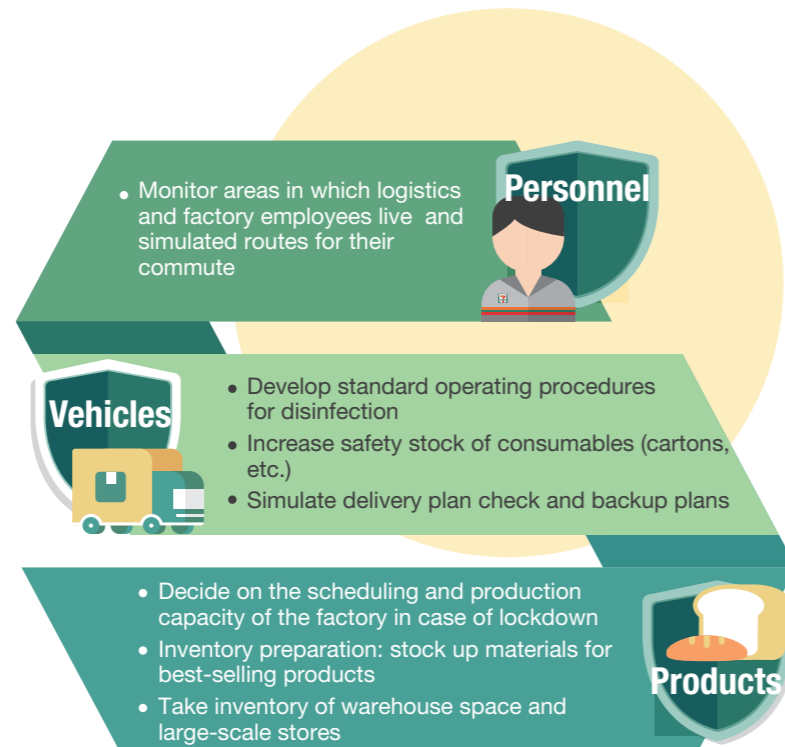 Personnel
• Monitor areas in which logistics
and factory employees live and
simulated routes for their
commute
7
Vehicles
• Develop standard operating procedures
for disinfection
• Increase safety stock of consumables (cartons,
etc.)
• Simulate delivery plan check and backup plans
• Decide on the scheduling and production
capacity of the factory in case of lockdown
• Inventory preparation: stock up materials for
best-selling products
• Take inventory of warehouse space and
large-scale stores
Products